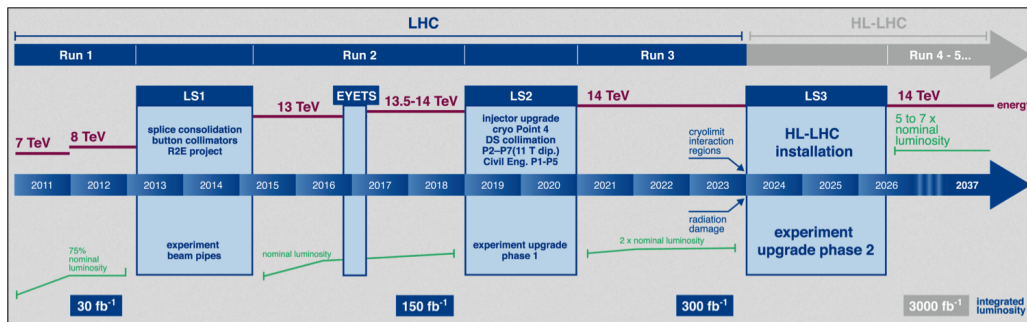 LHC
HL-LHC
Run 1
Run 2
Run 3
Run 4 - 5...
LS1
EYETS
LS2
LS3
7 TeV
8 TeV
13 TeV
13.5-14 TeV
14 TeV
14 TeV
energy
splice consolidation
button collimators
R2E project
injector upgrade
cryo Point 4
DS collimation
P2-P7(11 T dip.)
Civil Eng. P1-P5
cryolimit
interaction
regions
HL-LHC
installation
5 to 7 x
nominal
luminosity
2011
2012
2013
2014
2015
2016
2017
2018
2019
2020
2021
2022
2023
2024
2025
2026
2037
75%
nominal
luminosity
experiment
beam pipes
nominal luminosity
experiment upgrade
phase 1
2 x nominal luminosity
radiation
damage
experiment
upgrade phase 2
30 fb⁻¹
150 fb⁻¹
300 fb⁻¹
3000 fb⁻¹
integrated
luminosity